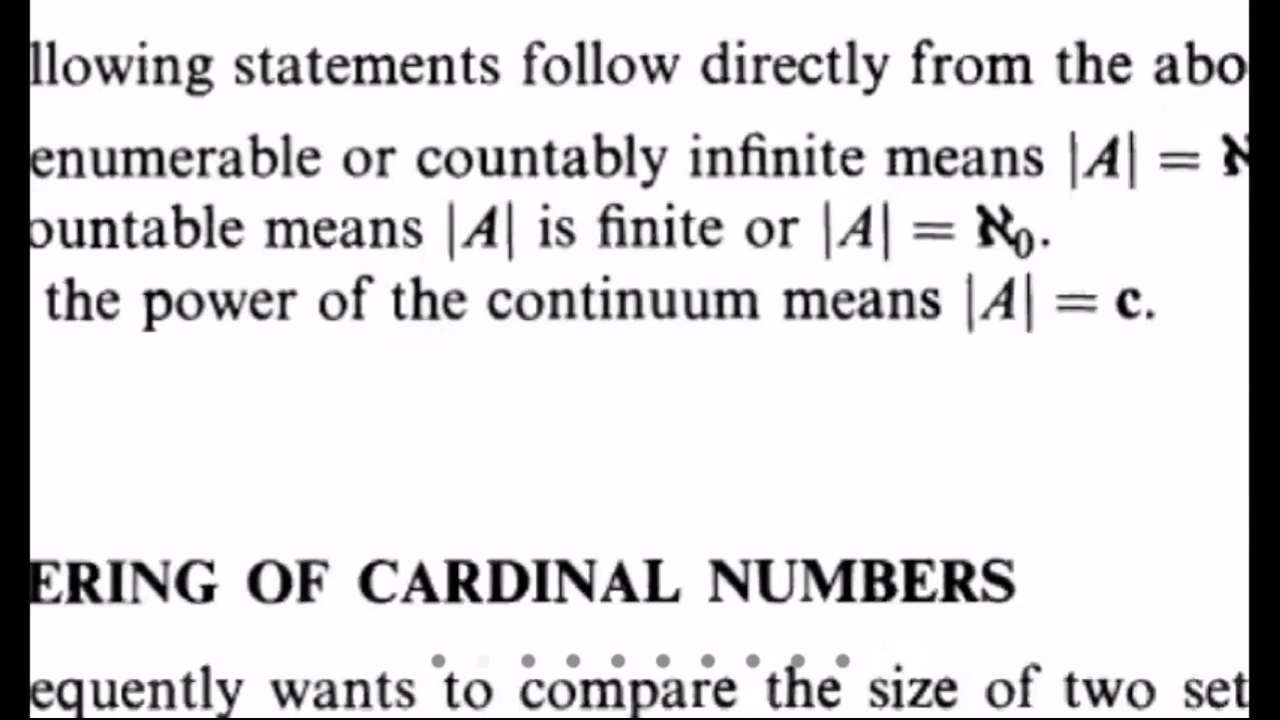 llowing statements follow directly from the abo
enumerable or countably infinite means |A| = ℵ
ountable means |A| is finite or |A| = ℵ₀.
the power of the continuum means |A| = c.
ERING OF CARDINAL NUMBERS
equently wants to compare the size of two set